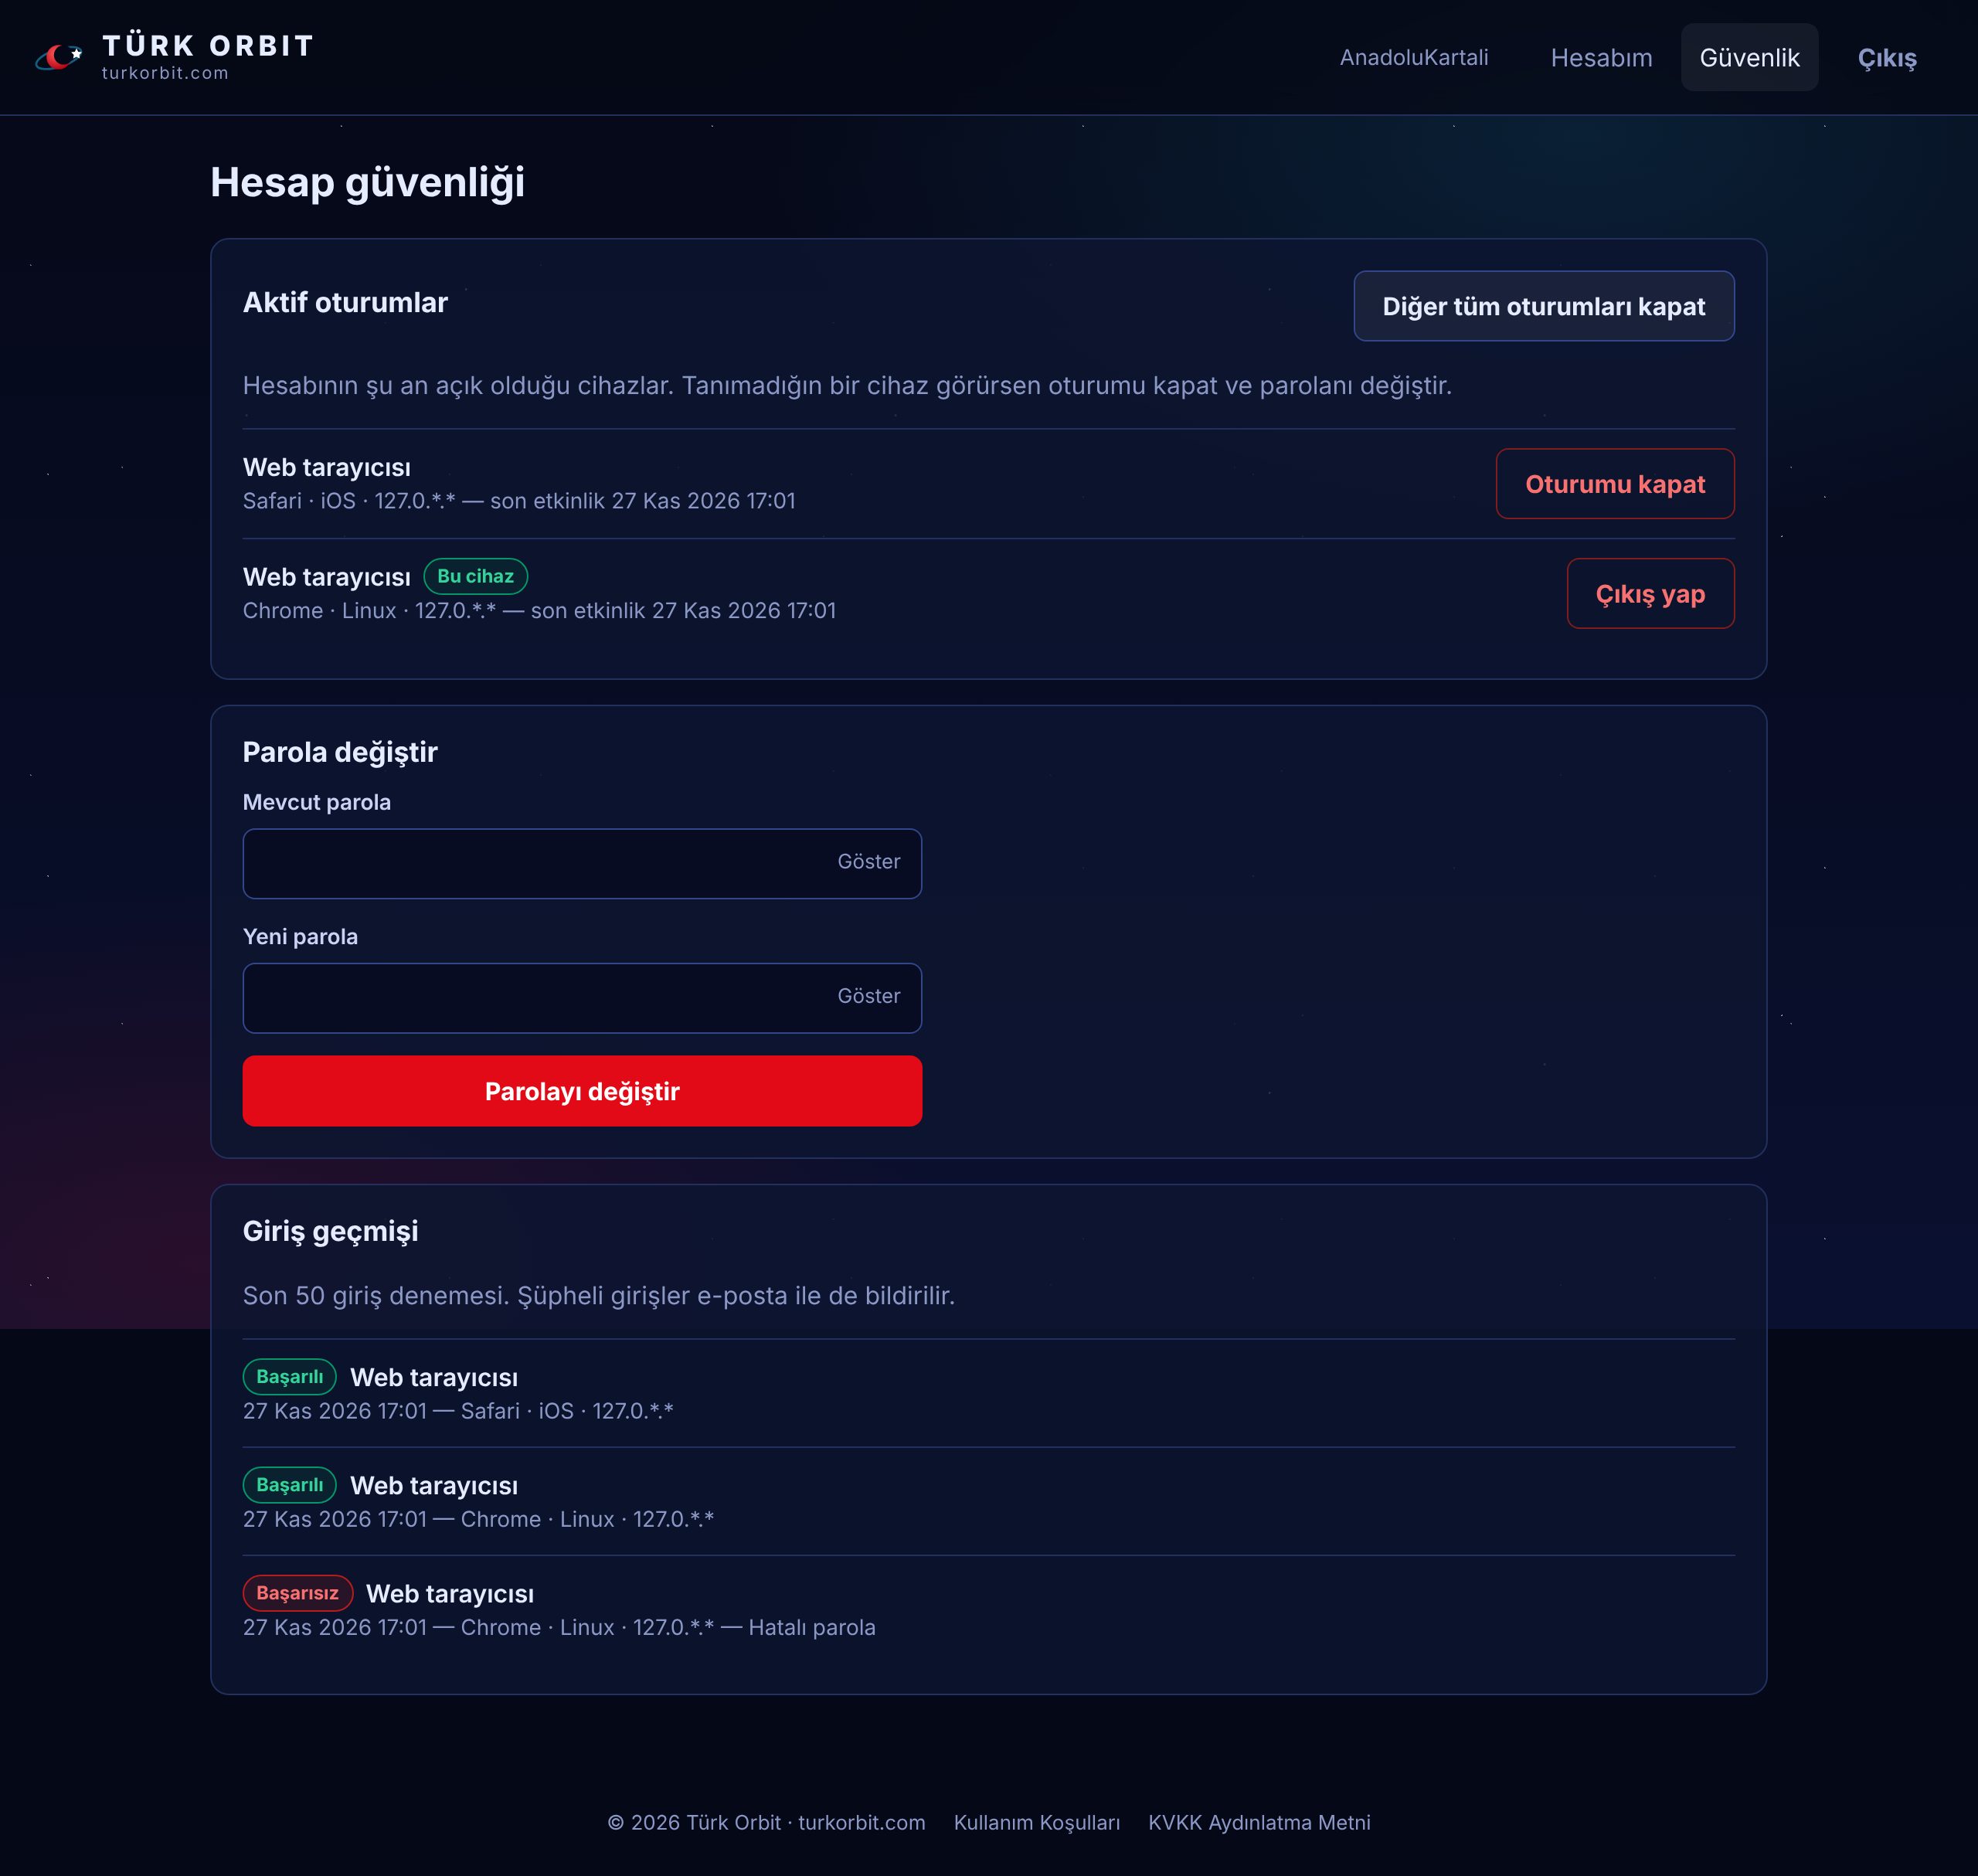 TÜRK ORBIT
turkorbit.com
AnadoluKartali
Hesabım
Güvenlik
Çıkış
Hesap güvenliği
Aktif oturumlar
Diğer tüm oturumları kapat
Hesabının şu an açık olduğu cihazlar. Tanımadığın bir cihaz görürsen oturumu kapat ve parolanı değiştir.
Web tarayıcısı
Safari · iOS · 127.0.*.* — son etkinlik 27 Kas 2026 17:01
Oturumu kapat
Web tarayıcısı Bu cihaz
Chrome · Linux · 127.0.*.* — son etkinlik 27 Kas 2026 17:01
Çıkış yap
Parola değiştir
Mevcut parola
Göster
Yeni parola
Göster
Parolayı değiştir
Giriş geçmişi
Son 50 giriş denemesi. Şüpheli girişler e-posta ile de bildirilir.
Başarılı Web tarayıcısı
27 Kas 2026 17:01 — Safari · iOS · 127.0.*.*
Başarılı Web tarayıcısı
27 Kas 2026 17:01 — Chrome · Linux · 127.0.*.*
Başarısız Web tarayıcısı
27 Kas 2026 17:01 — Chrome · Linux · 127.0.*.* — Hatalı parola
© 2026 Türk Orbit · turkorbit.com Kullanım Koşulları KVKK Aydınlatma Metni